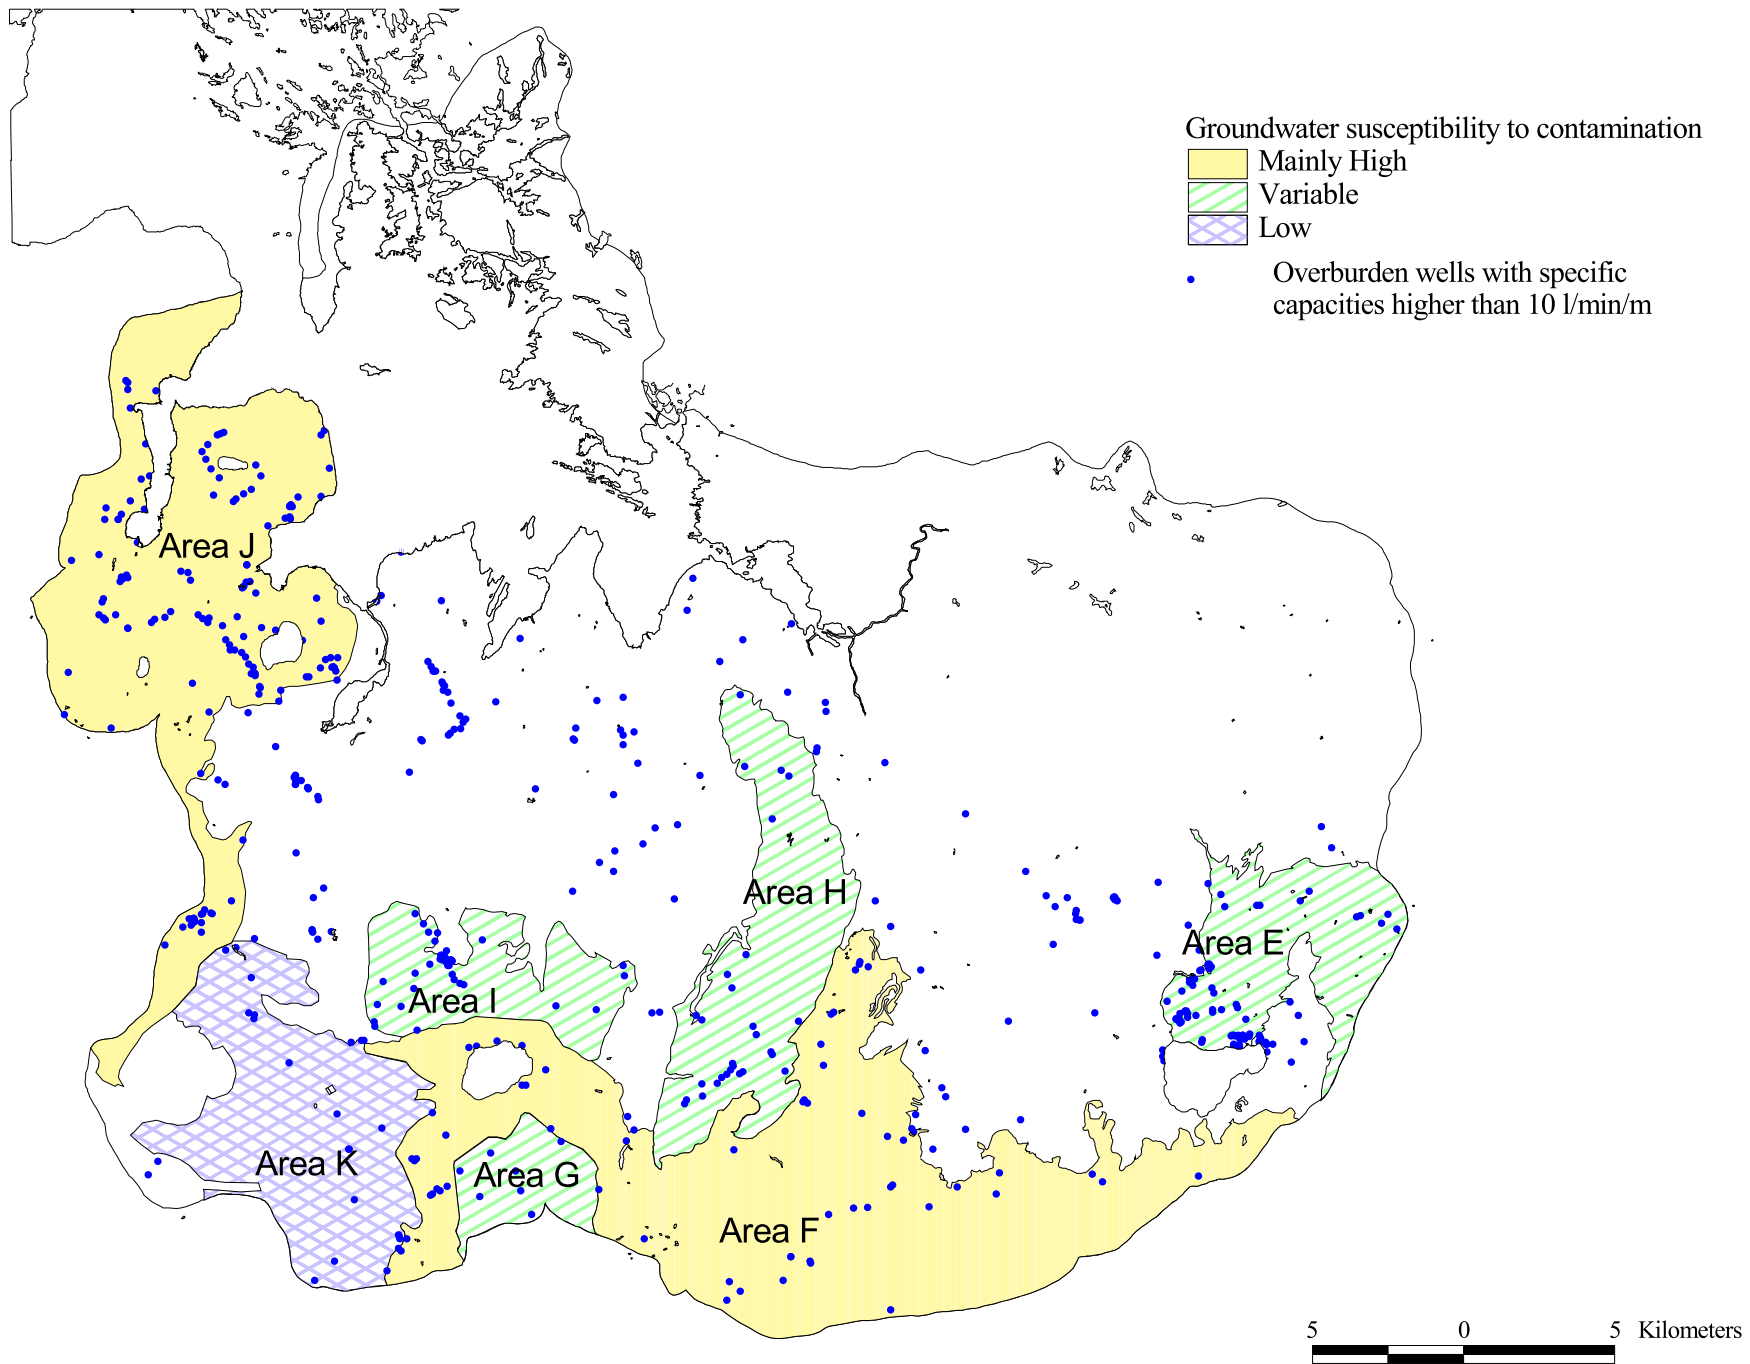 Groundwater susceptibility to contamination
Mainly High
Variable
Low
Overburden wells with specific
capacities higher than 10 l/min/m
Area J
Area H
Area E
Area I
Area K
Area G
Area F
5 0 5 Kilometers